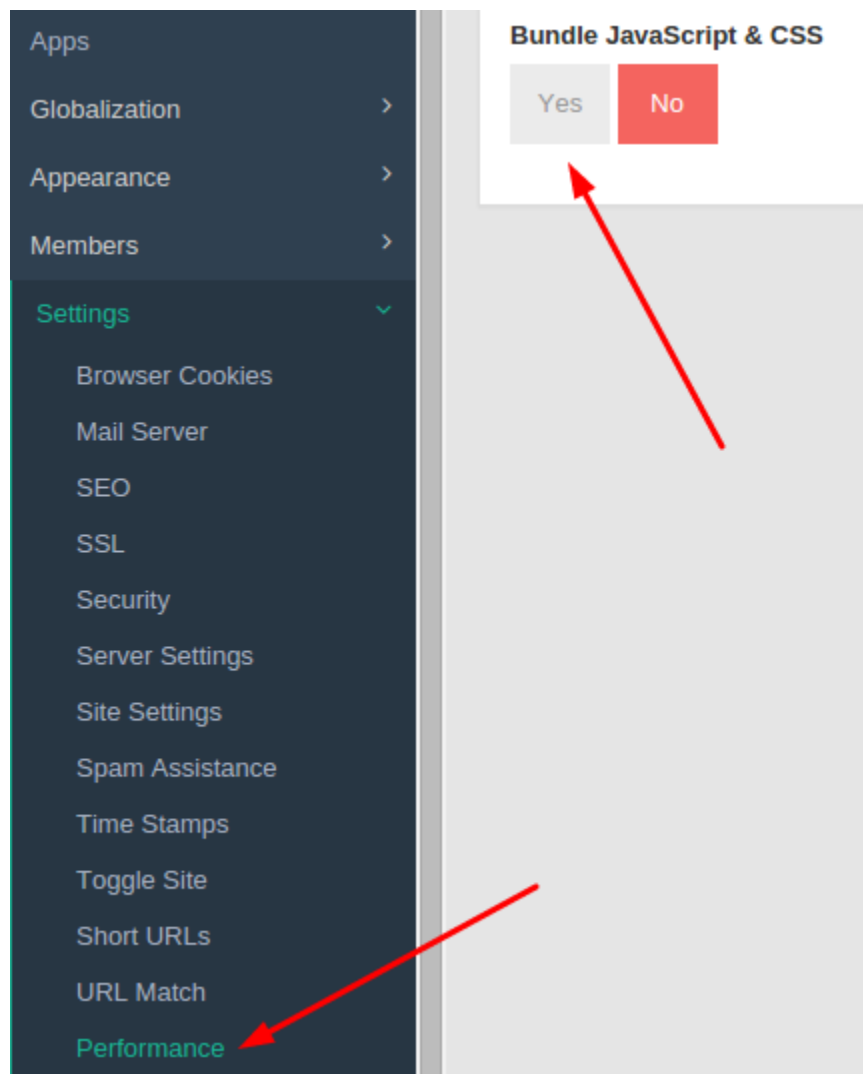 Apps
Globalization
Appearance
Members
Settings
Browser Cookies
Mail Server
SEO
SSL
Security
Server Settings
Site Settings
Spam Assistance
Time Stamps
Toggle Site
Short URLs
URL Match
Performance
Bundle JavaScript & CSS
Yes No